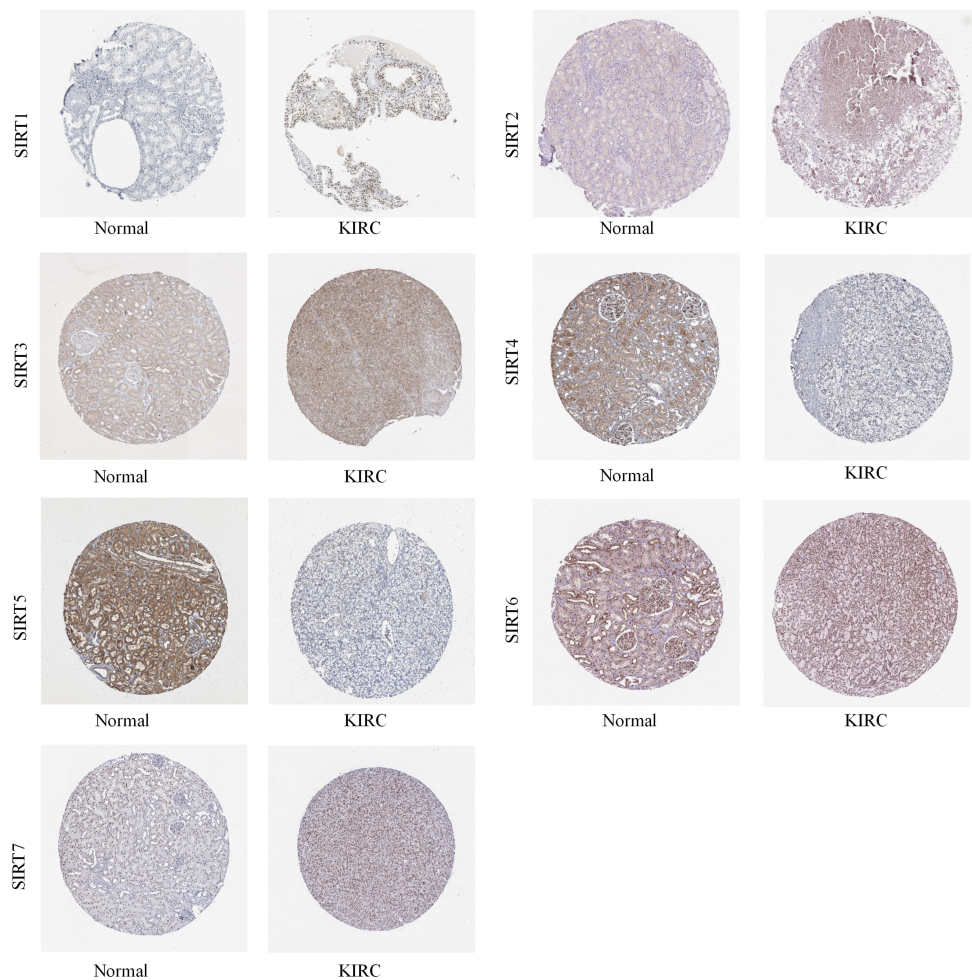 SIRT1
Normal
KIRC
SIRT2
Normal
KIRC
SIRT3
Normal
KIRC
SIRT4
Normal
KIRC
SIRT5
Normal
KIRC
SIRT6
Normal
KIRC
SIRT7
Normal
KIRC